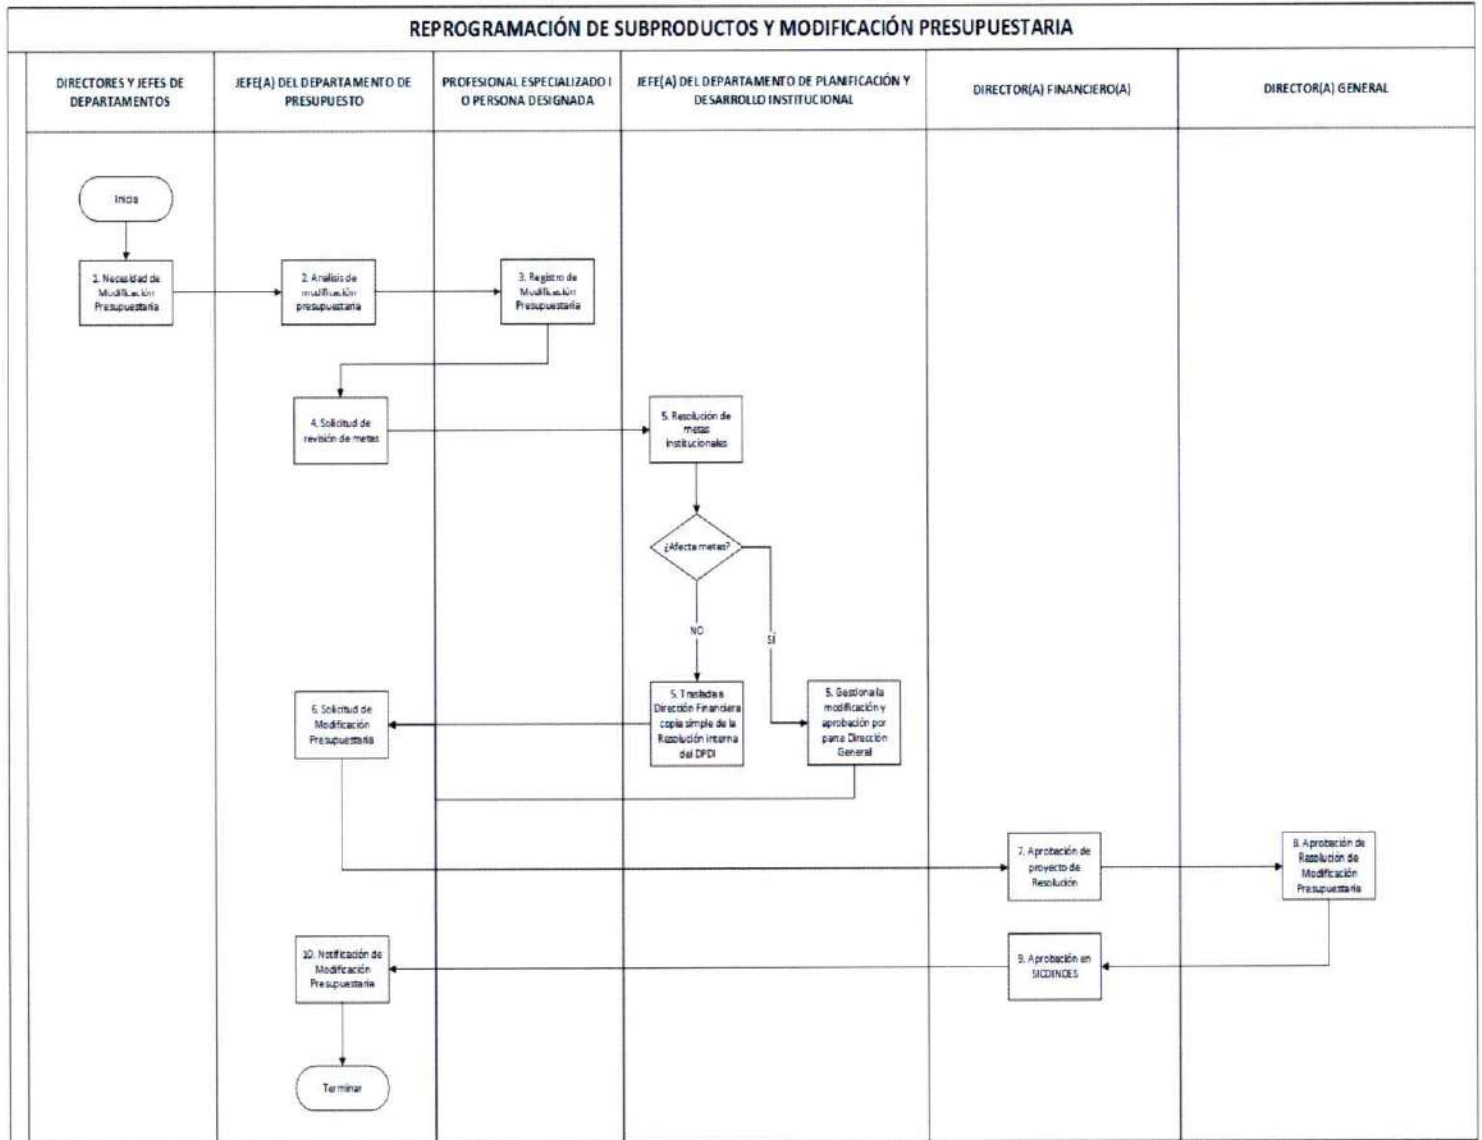 REPROGRAMACIÓN DE SUBPRODUCTOS Y MODIFICACIÓN PRESUPUESTARIA
DIRECTORES Y JEFES DE
DEPARTAMENTOS
JEFE(A) DEL DEPARTAMENTO DE
PRESUPUESTO
PROFESIONAL ESPECIALIZADO I
O PERSONA DESIGNADA
JEFE(A) DEL DEPARTAMENTO DE PLANIFICACIÓN Y
DESARROLLO INSTITUCIONAL
DIRECTOR(A) FINANCIERO(A)
DIRECTOR(A) GENERAL
Inicia
1. Necesidad de
Modificación
Presupuestaria
2. Analisis de
modificación
presupuestaria
3. Registro de
Modificación
Presupuestaria
4. Solicitud de
revisión de metas
5. Resolución de
metas
institucionales
¿Afecta metas?
NO
SÍ
6. Solicitud de
Modificación
Presupuestaria
5. Traslada a
Dirección Financiera
copia simple de la
Resolución interna
del DPDI
5. Gestiona la
modificación y
aprobación por
parte Dirección
General
7. Aprobación de
proyecto de
Resolución
8. Aprobación de
Resolución de
Modificación
Presupuestaria
10. Notificación de
Modificación
Presupuestaria
9. Aprobación en
SICOINDES
Terminar